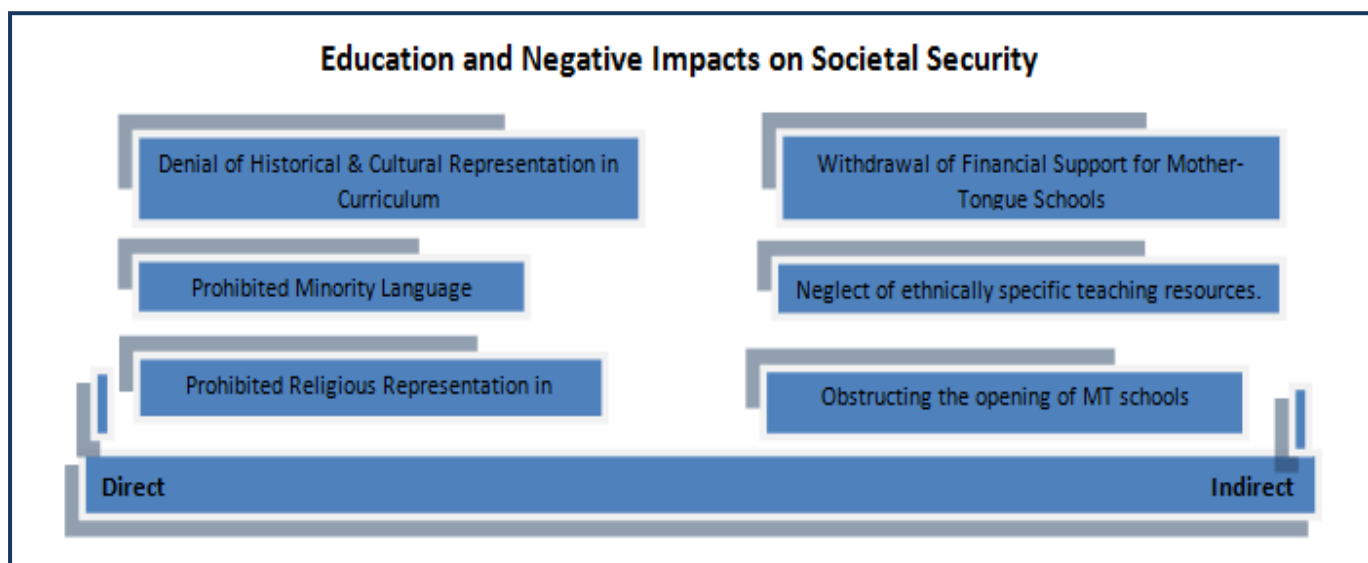 Education and Negative Impacts on Societal Security
Denial of Historical & Cultural Representation in
Curriculum
Withdrawal of Financial Support for Mother-
Tongue Schools
Prohibited Minority Language
Neglect of ethnically specific teaching resources.
Prohibited Religious Representation in
Obstructing the opening of MT schools
Direct
Indirect